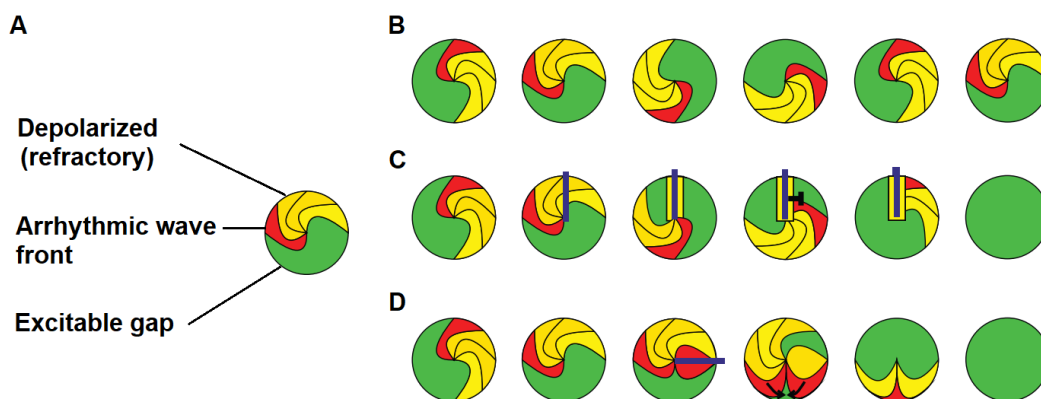 A
B
Depolarized
(refractory)
C
Arrhythmic wave
front
Excitable gap
D